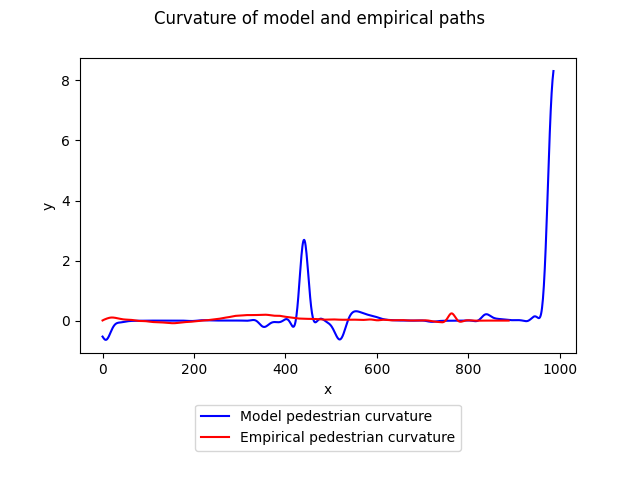 Curvature of model and empirical paths
8
6
4
2
0
y
0 200 400 600 800 1000
x
Model pedestrian curvature
Empirical pedestrian curvature